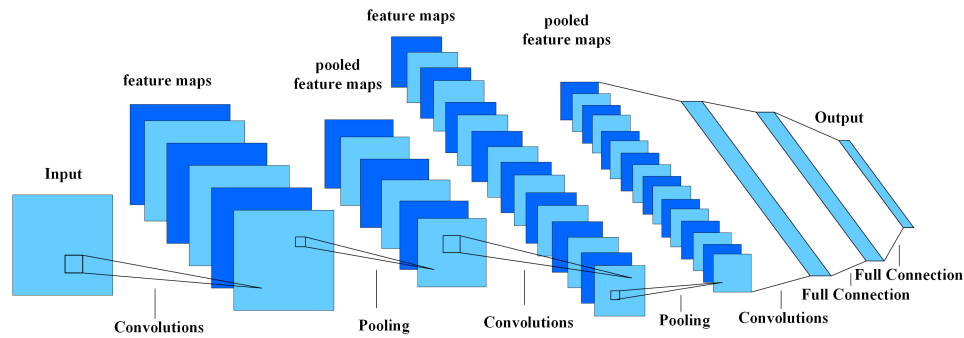 feature maps
pooled
feature maps
feature maps
pooled
feature maps
Output
Input
Convolutions
Pooling
Convolutions
Pooling
Convolutions
Full Connection
Full Connection